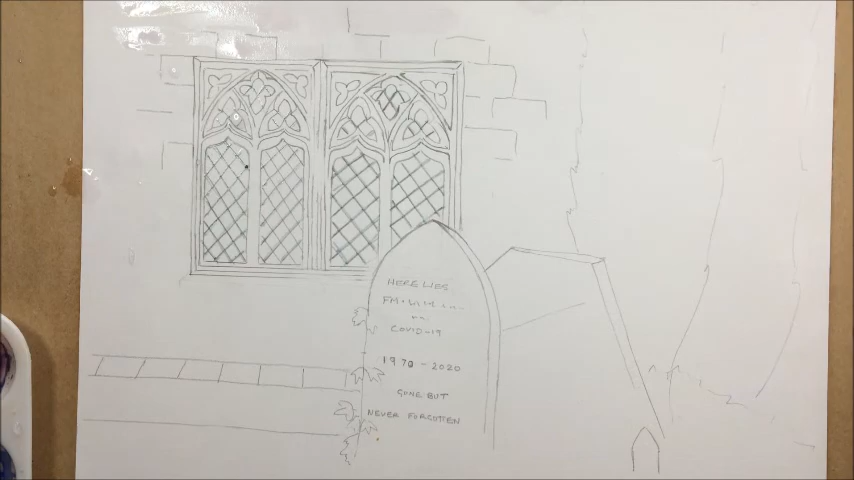 HERE LIES
COVID-19
1970 - 2020
GONE BUT
NEVER FORGOTTEN